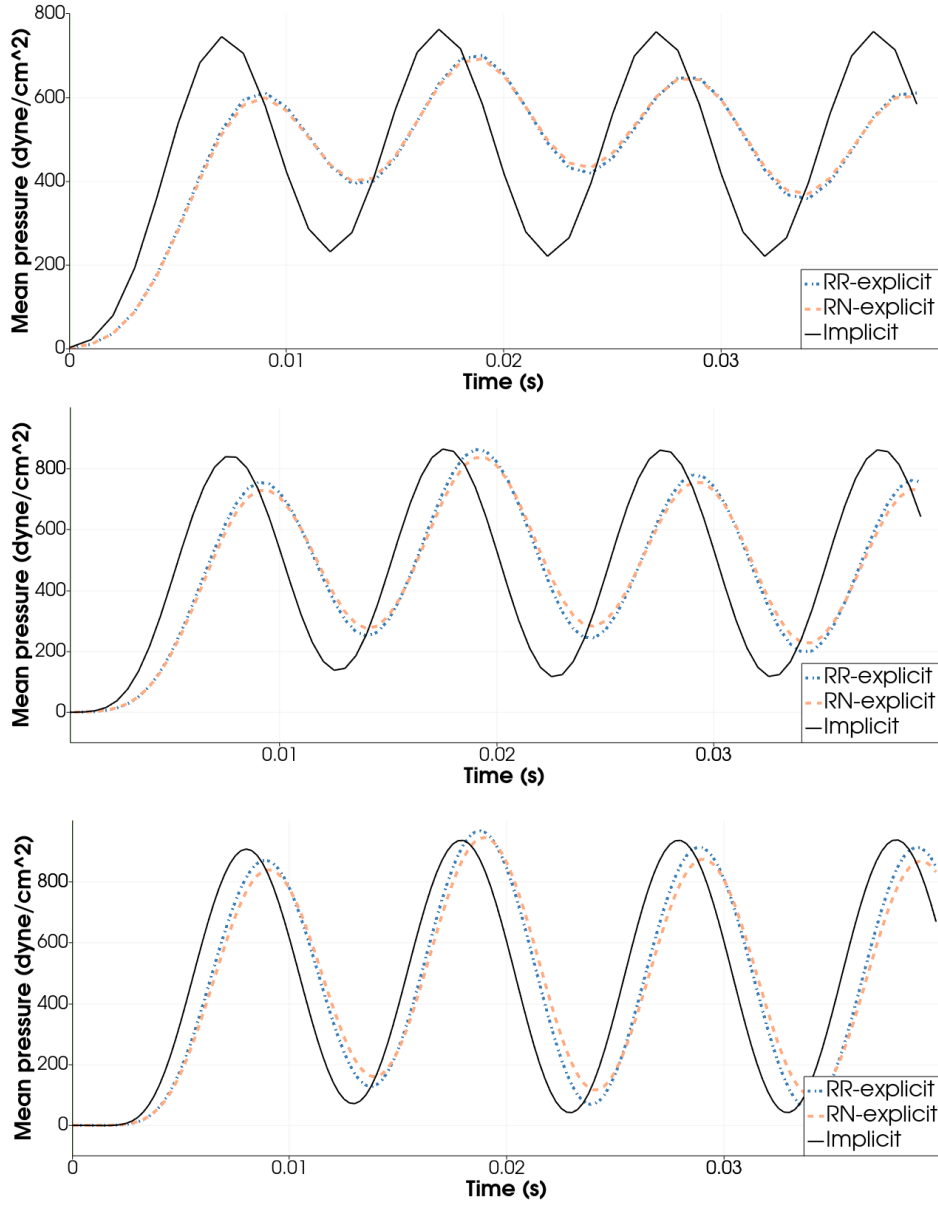 Mean pressure (dyne/cm^2)
800
600
400
200
0
0
0.01
0.02
0.03
Time (s)
RR-explicit
RN-explicit
Implicit
Mean pressure (dyne/cm^2)
800
600
400
200
0
0.01
0.02
0.03
Time (s)
RR-explicit
RN-explicit
Implicit
Mean pressure (dyne/cm^2)
800
600
400
200
0
0
0.01
0.02
0.03
Time (s)
RR-explicit
RN-explicit
Implicit